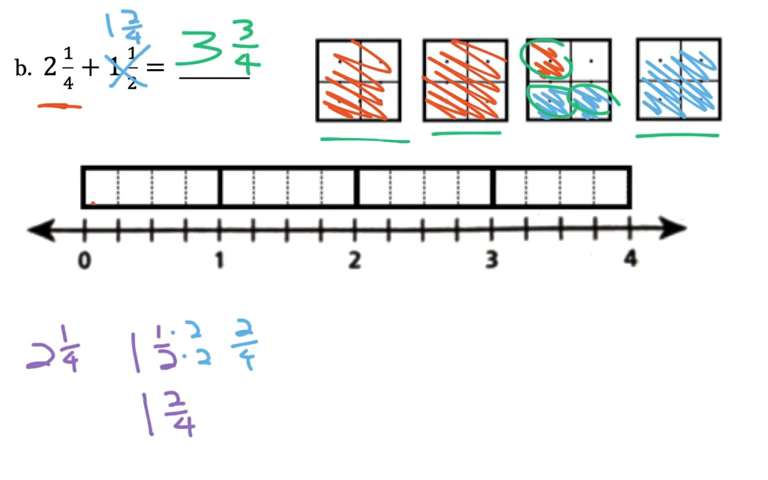 1 2/4
b. 2 1/4 + 1 1/2 = 3 3/4
0 1 2 3 4
2 1/4 1 1/2 · 2 · 2 2/4
1 2/4